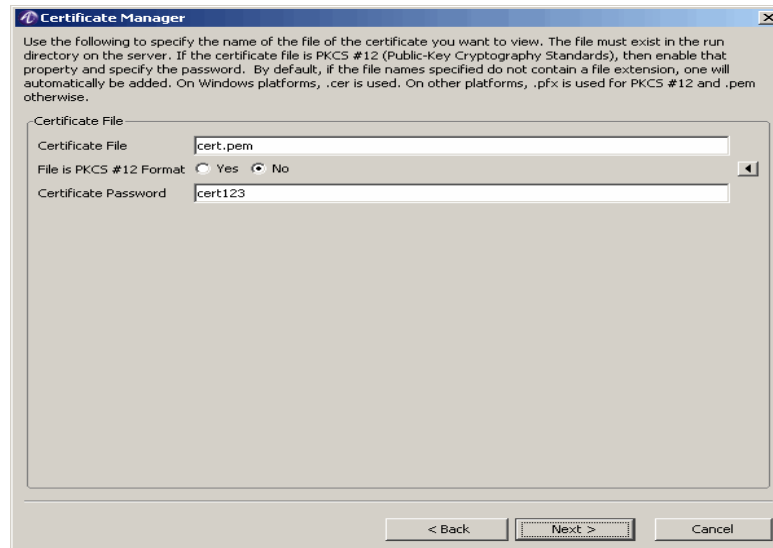 Certificate Manager
Use the following to specify the name of the file of the certificate you want to view. The file must exist in the run
directory on the server. If the certificate file is PKCS #12 (Public-Key Cryptography Standards), then enable that
property and specify the password. By default, if the file names specified do not contain a file extension, one will
automatically be added. On Windows platforms, .cer is used. On other platforms, .pfx is used for PKCS #12 and .pem
otherwise.
Certificate File
Certificate File cert.pem
File is PKCS #12 Format Yes No
Certificate Password cert123
< Back Next > Cancel